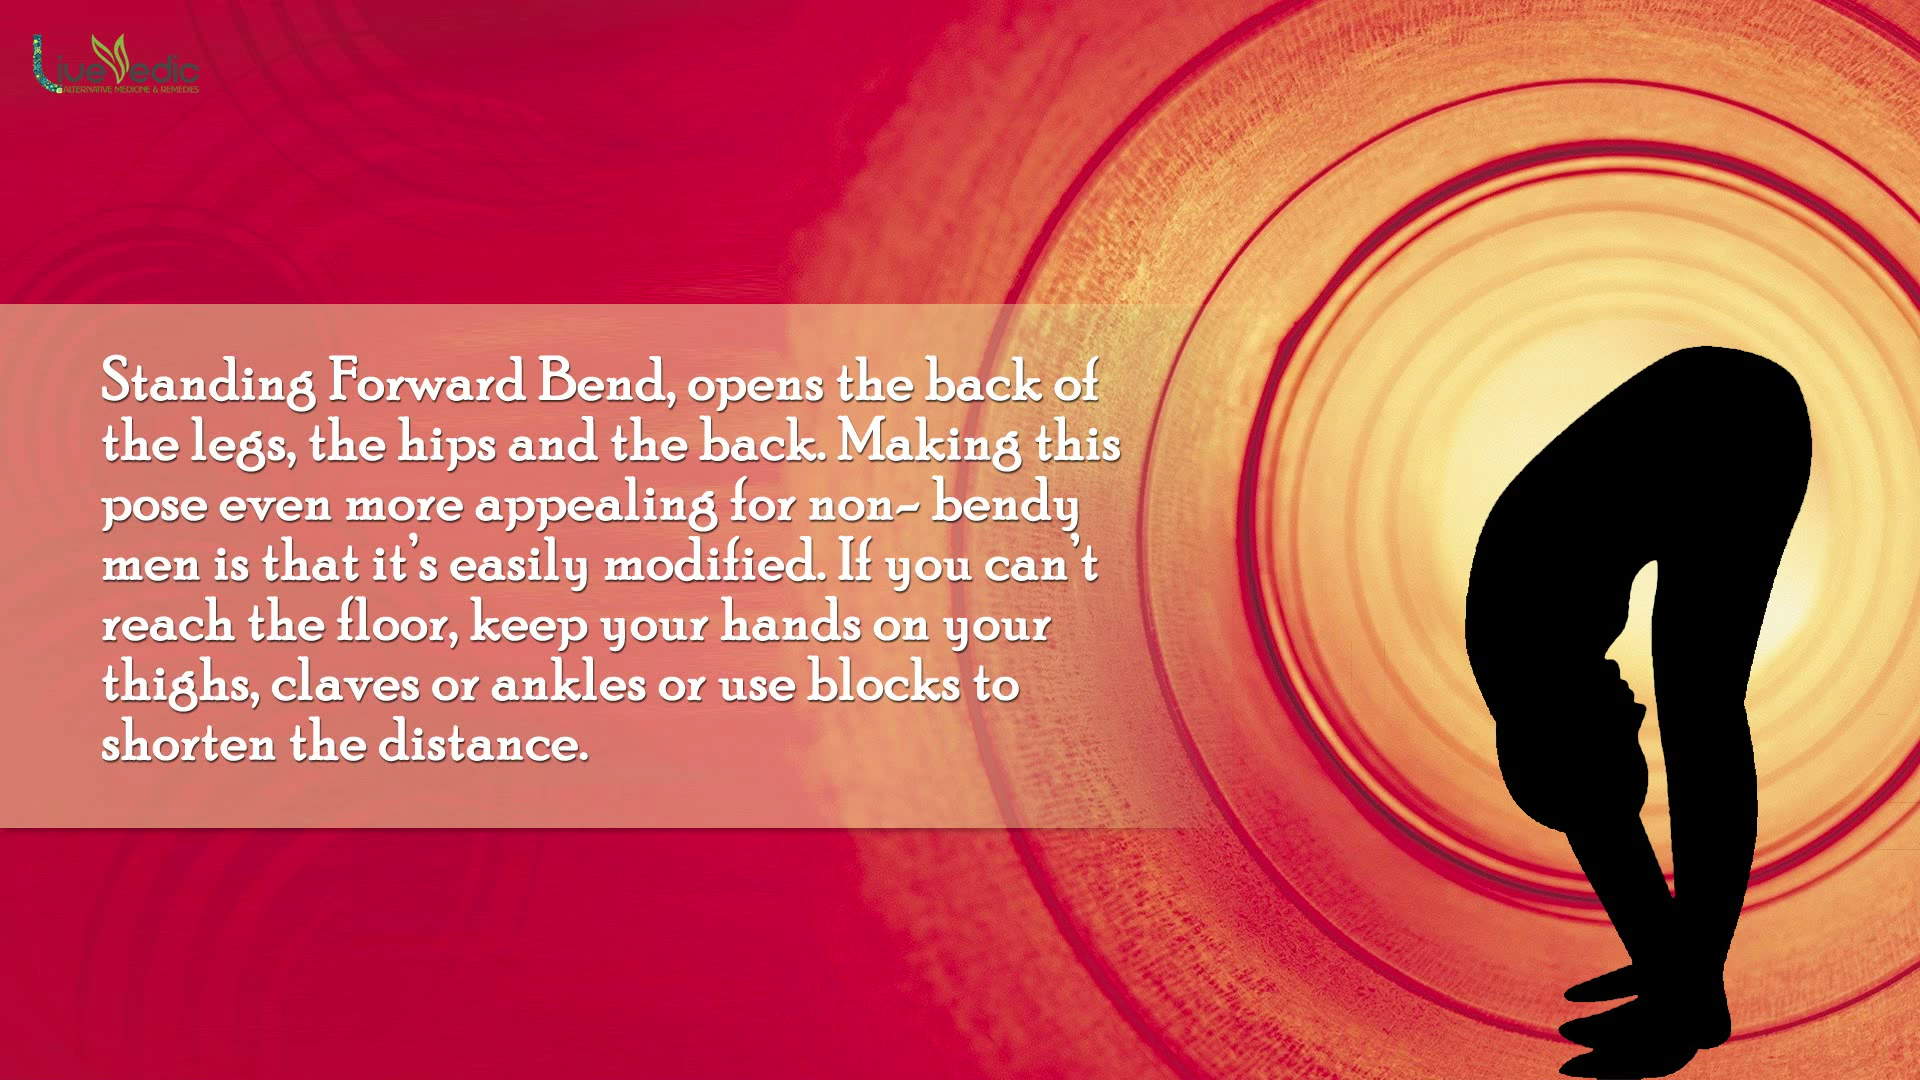 LiveVedic
ALTERNATIVE MEDICINE & REMEDIES
Standing Forward Bend, opens the back of
the legs, the hips and the back. Making this
pose even more appealing for non- bendy
men is that it's easily modified. If you can't
reach the floor, keep your hands on your
thighs, claves or ankles or use blocks to
shorten the distance.